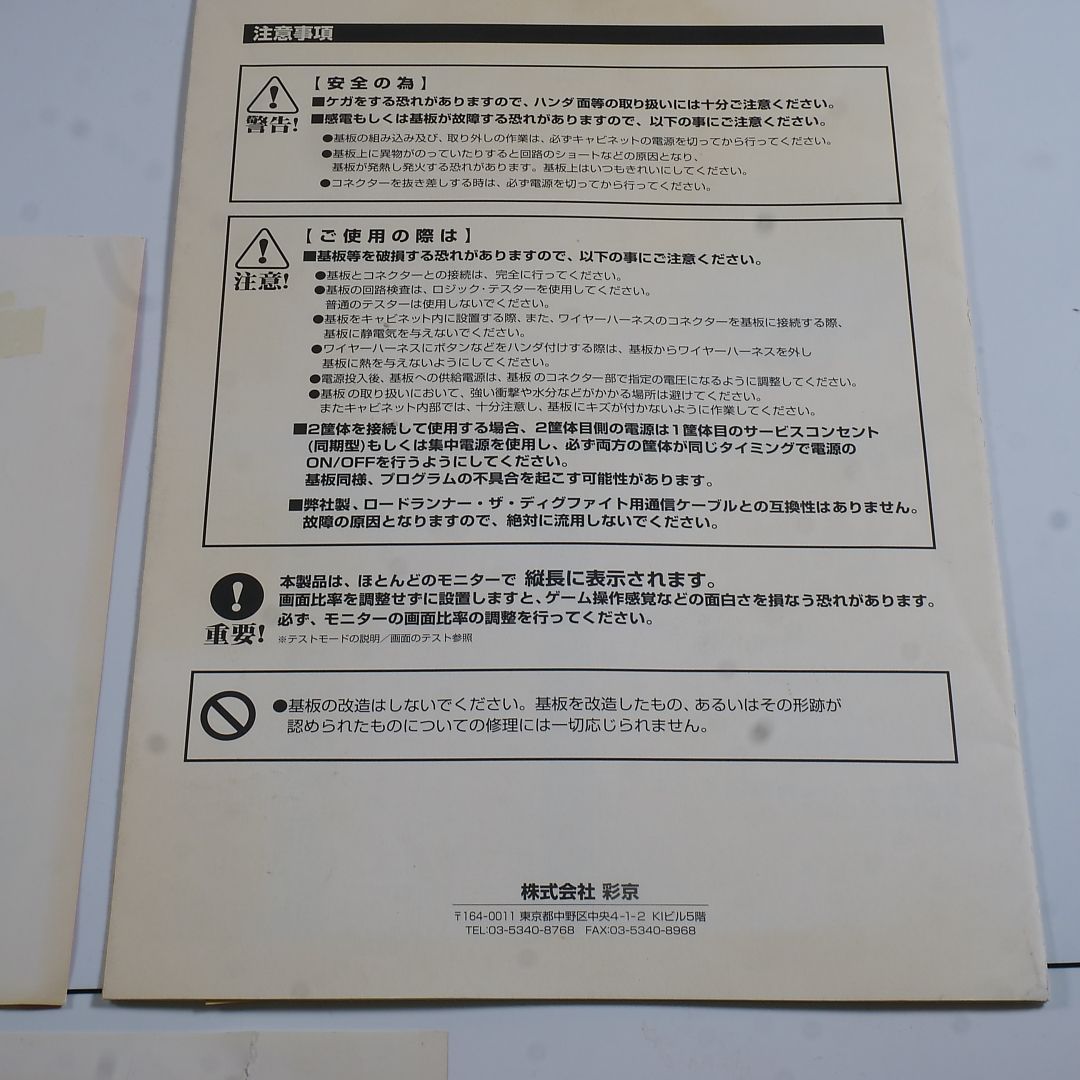 注意事項
【安全の為】
警告!
■ケガをする恐れがありますので、ハンダ面等の取り扱いには十分ご注意ください。
■感電もしくは基板が故障する恐れがありますので、以下の事にご注意ください。
●基板の組み込み及び、取り外しの作業は、必ずキャビネットの電源を切ってから行ってください。
●基板上に異物がのっていたりすると回路のショートなどの原因となり、
基板が発熱し発火する恐れがあります。基板上はいつもきれいにしてください。
●コネクターを抜き差しする時は、必ず電源を切ってから行ってください。
【ご使用の際は】
注意!
■基板等を破損する恐れがありますので、以下の事にご注意ください。
●基板とコネクターとの接続は、完全に行ってください。
●基板の回路検査は、ロジック・テスターを使用してください。
普通のテスターは使用しないでください。
●基板をキャビネット内に設置する際、また、ワイヤーハーネスのコネクターを基板に接続する際、
基板に静電気を与えないでください。
●ワイヤーハーネスにボタンなどをハンダ付けする際は、基板からワイヤーハーネスを外し
基板に熱を与えないようにしてください。
●電源投入後、基板への供給電源は、基板のコネクター部で指定の電圧になるように調整してください。
●基板の取り扱いにおいて、強い衝撃や水分などがかかる場所は避けてください。
またキャビネット内部では、十分注意し、基板にキズが付かないように作業してください。
■2筐体を接続して使用する場合、2筐体目側の電源は1筐体目のサービスコンセント
(同期型)もしくは集中電源を使用し、必ず両方の筐体が同じタイミングで電源の
ON/OFFを行うようにしてください。
基板同様、プログラムの不具合を起こす可能性があります。
■弊社製、ロードランナー・ザ・ディグファイト用通信ケーブルとの互換性はありません。
故障の原因となりますので、絶対に流用しないでください。
重要!
本製品は、ほとんどのモニターで 縦長に表示されます。
画面比率を調整せずに設置しますと、ゲーム操作感覚などの面白さを損なう恐れがあります。
必ず、モニターの画面比率の調整を行ってください。
※テストモードの説明/画面のテスト参照
●基板の改造はしないでください。基板を改造したもの、あるいはその形跡が
認められたものについての修理には一切応じられません。
株式会社 彩京
〒164-0011 東京都中野区中央4-1-2 KIビル5階
TEL:03-5340-8768 FAX:03-5340-8968